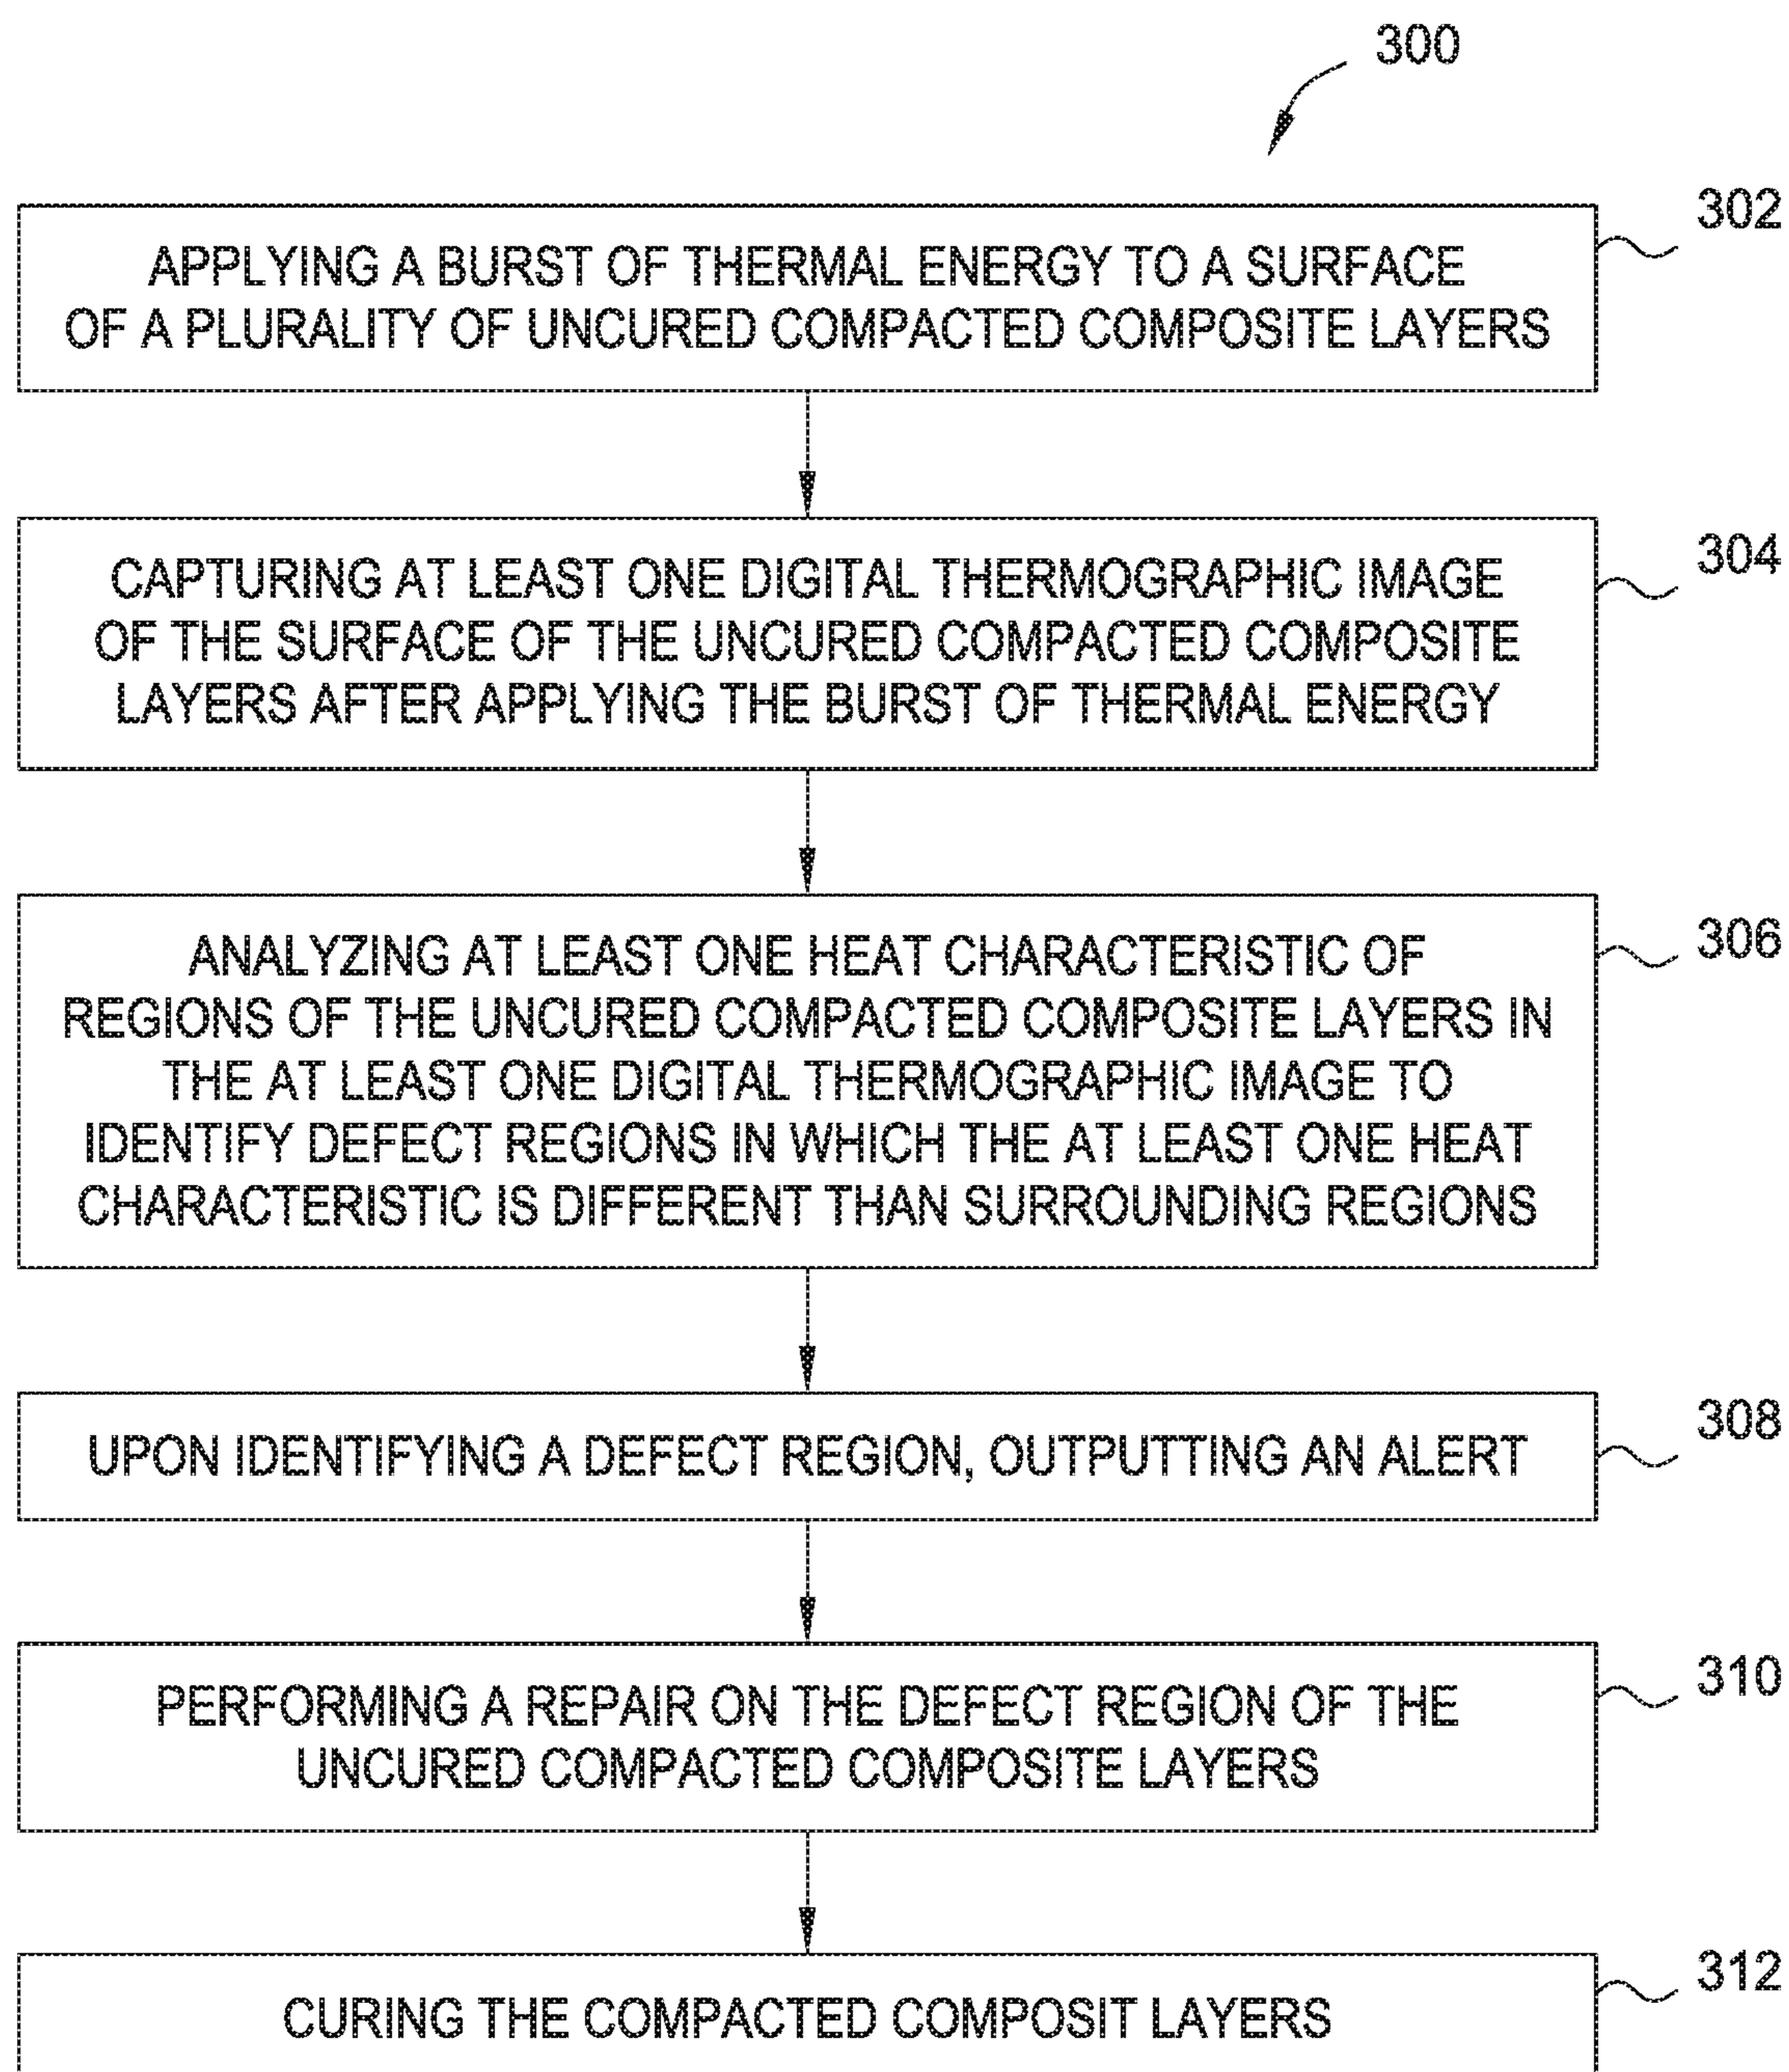 300
302
APPLYING A BURST OF THERMAL ENERGY TO A SURFACE
OF A PLURALITY OF UNCURED COMPACTED COMPOSITE LAYERS
304
CAPTURING AT LEAST ONE DIGITAL THERMOGRAPHIC IMAGE
OF THE SURFACE OF THE UNCURED COMPACTED COMPOSITE
LAYERS AFTER APPLYING THE BURST OF THERMAL ENERGY
306
ANALYZING AT LEAST ONE HEAT CHARACTERISTIC OF
REGIONS OF THE UNCURED COMPACTED COMPOSITE LAYERS IN
THE AT LEAST ONE DIGITAL THERMOGRAPHIC IMAGE TO
IDENTIFY DEFECT REGIONS IN WHICH THE AT LEAST ONE HEAT
CHARACTERISTIC IS DIFFERENT THAN SURROUNDING REGIONS
308
UPON IDENTIFYING A DEFECT REGION, OUTPUTTING AN ALERT
310
PERFORMING A REPAIR ON THE DEFECT REGION OF THE
UNCURED COMPACTED COMPOSITE LAYERS
312
CURING THE COMPACTED COMPOSIT LAYERS